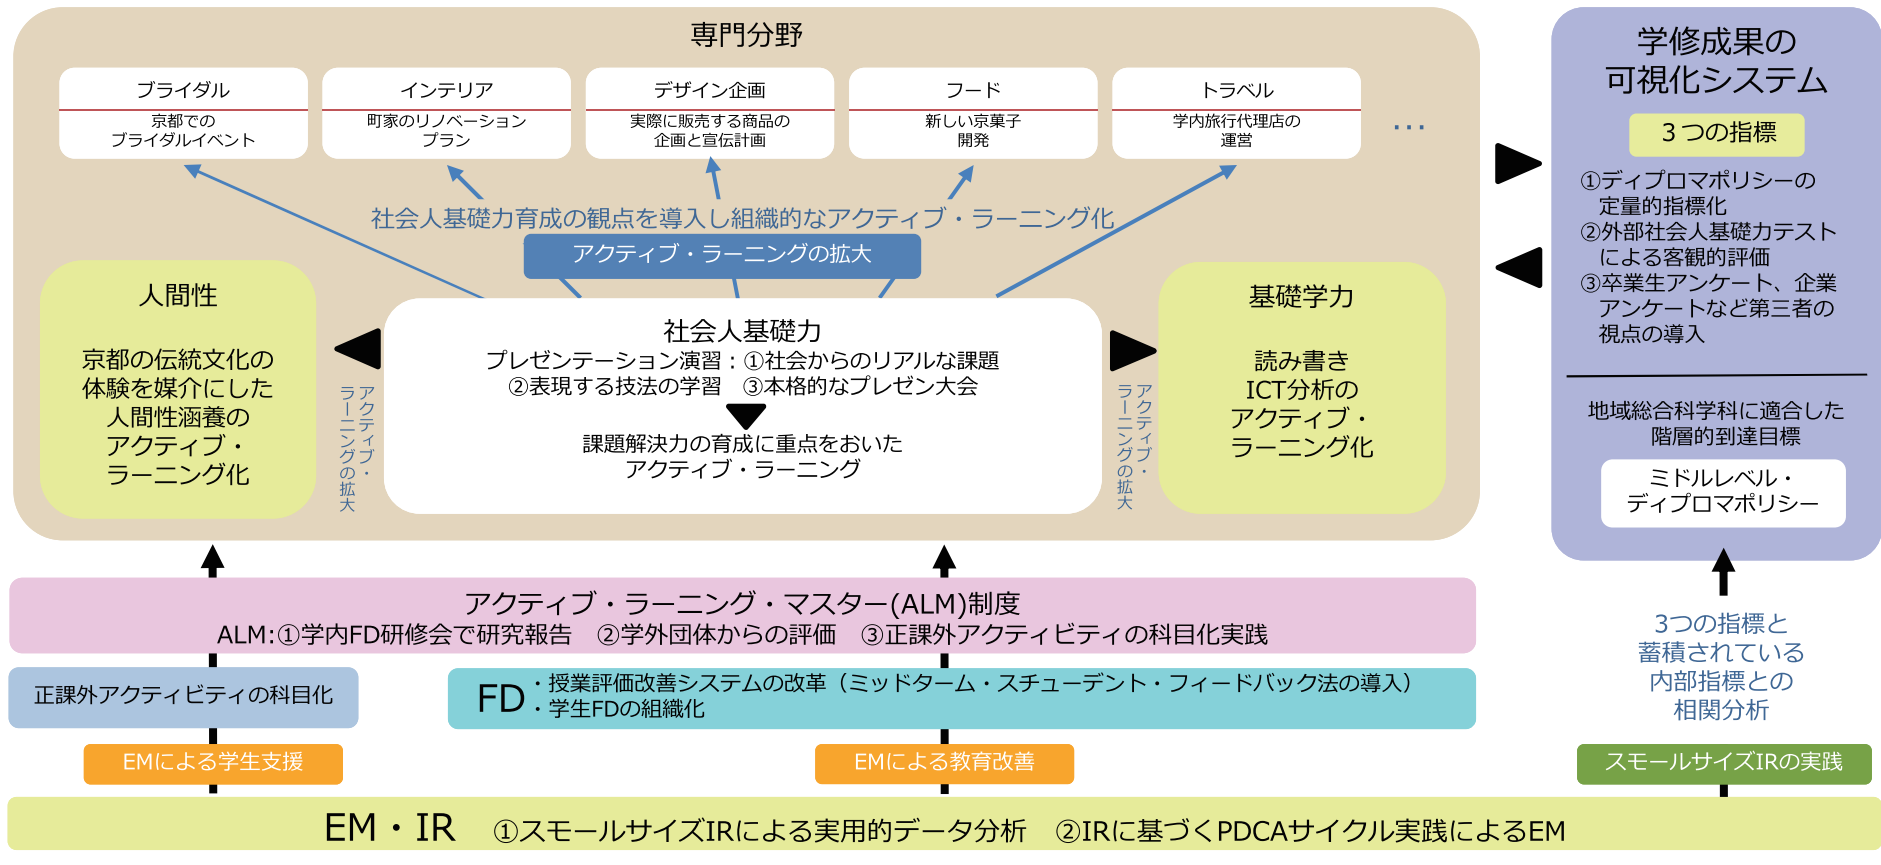 専門分野
ブライダル
京都での
ブライダルイベント
インテリア
町家のリノベーション
プラン
デザイン企画
実際に販売する商品の
企画と宣伝計画
フード
新しい京菓子
開発
トラベル
学内旅行代理店の
運営
…
社会人基礎力育成の観点を導入し組織的なアクティブ・ラーニング化
アクティブ・ラーニングの拡大
人間性
京都の伝統文化の
体験を媒介にした
人間性涵養の
アクティブ・
ラーニング化
アクティブ・
ラーニングの拡大
社会人基礎力
プレゼンテーション演習：①社会からのリアルな課題
②表現する技法の学習　③本格的なプレゼン大会
課題解決力の育成に重点をおいた
アクティブ・ラーニング
アクティブ・
ラーニングの拡大
基礎学力
読み書き
ICT分析の
アクティブ・
ラーニング化
学修成果の
可視化システム
３つの指標
①ディプロマポリシーの
定量的指標化
②外部社会人基礎力テスト
による客観的評価
③卒業生アンケート、企業
アンケートなど第三者の
視点の導入
地域総合科学科に適合した
階層的到達目標
ミドルレベル・
ディプロマポリシー
アクティブ・ラーニング・マスター(ALM)制度
ALM:①学内FD研修会で研究報告　②学外団体からの評価　③正課外アクティビティの科目化実践
正課外アクティビティの科目化
FD
・授業評価改善システムの改革（ミッドターム・スチューデント・フィードバック法の導入）
・学生FDの組織化
3つの指標と
蓄積されている
内部指標との
相関分析
EMによる学生支援
EMによる教育改善
スモールサイズIRの実践
EM・IR　①スモールサイズIRによる実用的データ分析　②IRに基づくPDCAサイクル実践によるEM